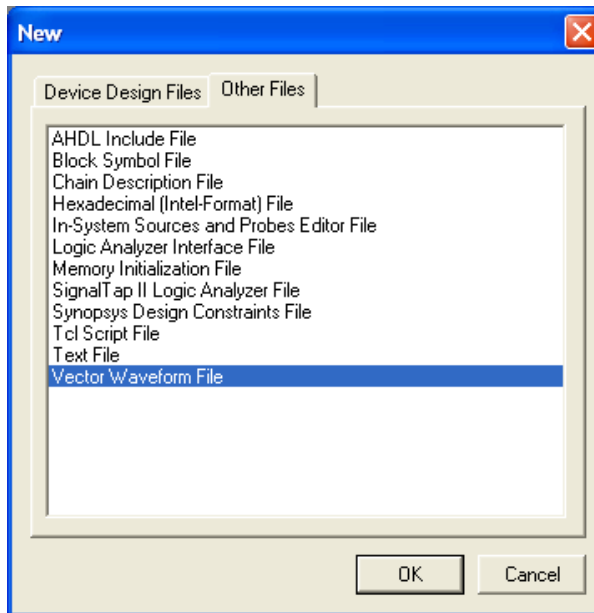 New
Device Design Files
Other Files
AHDL Include File
Block Symbol File
Chain Description File
Hexadecimal (Intel-Format) File
In-System Sources and Probes Editor File
Logic Analyzer Interface File
Memory Initialization File
SignalTap II Logic Analyzer File
Synopsys Design Constraints File
Tcl Script File
Text File
Vector Waveform File
OK
Cancel